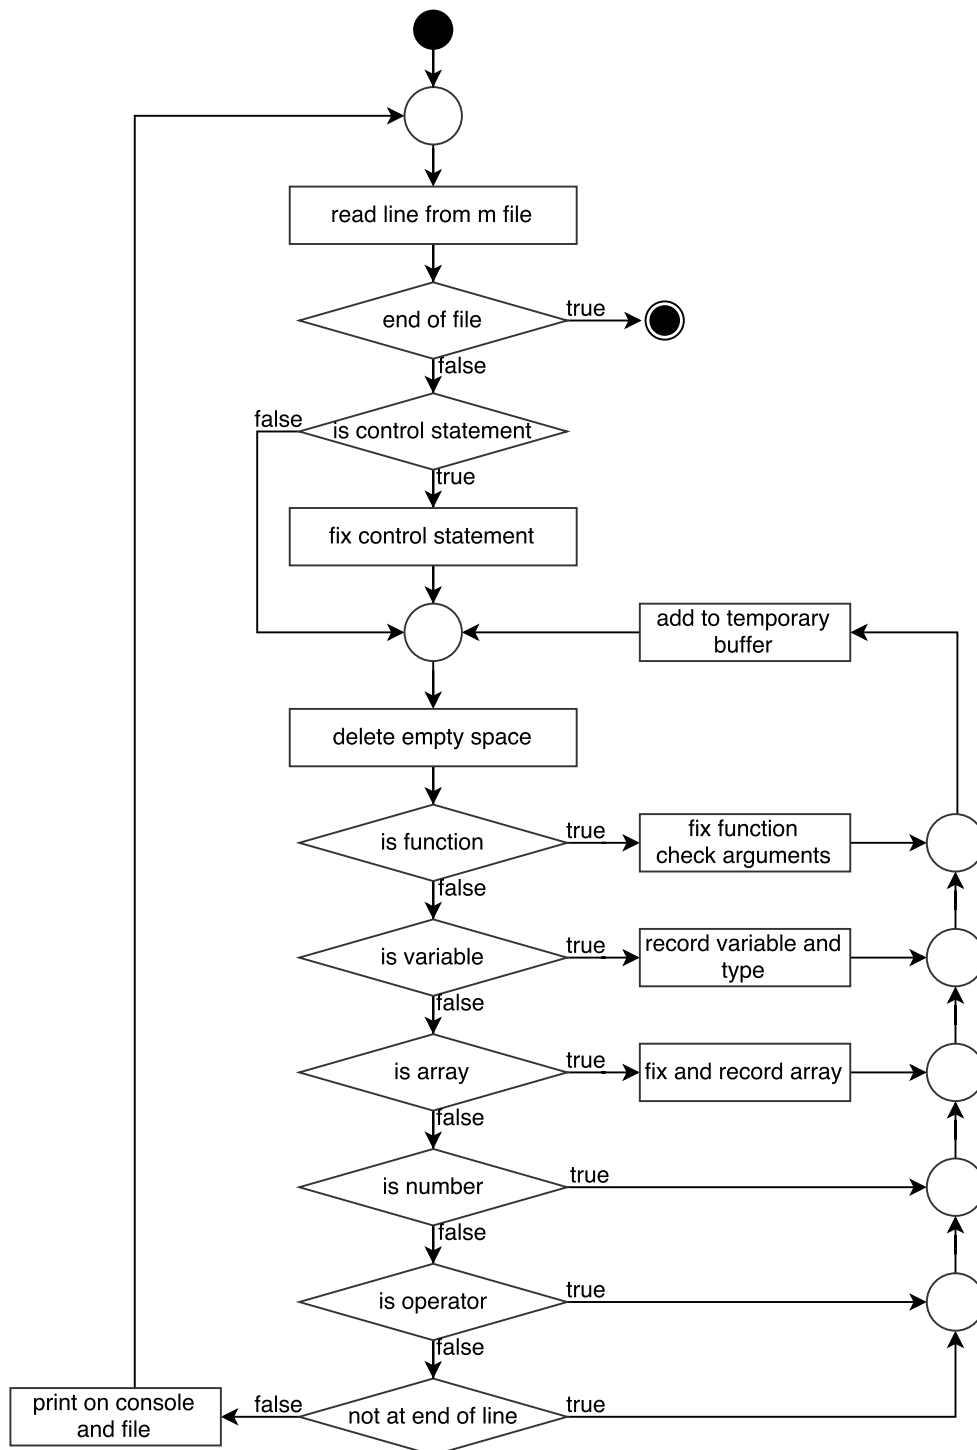 read line from m file
end of file
true
false
false
is control statement
true
fix control statement
add to temporary
buffer
delete empty space
is function
true
fix function
check arguments
false
is variable
true
record variable and
type
false
is array
true
fix and record array
false
is number
true
false
is operator
true
false
print on console
and file
false
not at end of line
true